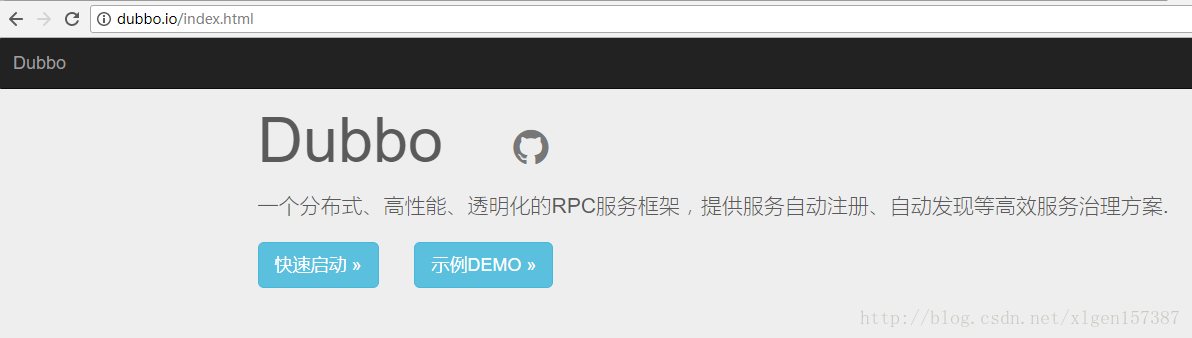 dubbo.io/index.html
Dubbo
Dubbo
一个分布式、高性能、透明化的RPC服务框架，提供服务自动注册、自动发现等高效服务治理方案.
快速启动 » 示例DEMO »
http://blog.csdn.net/xlgen157387